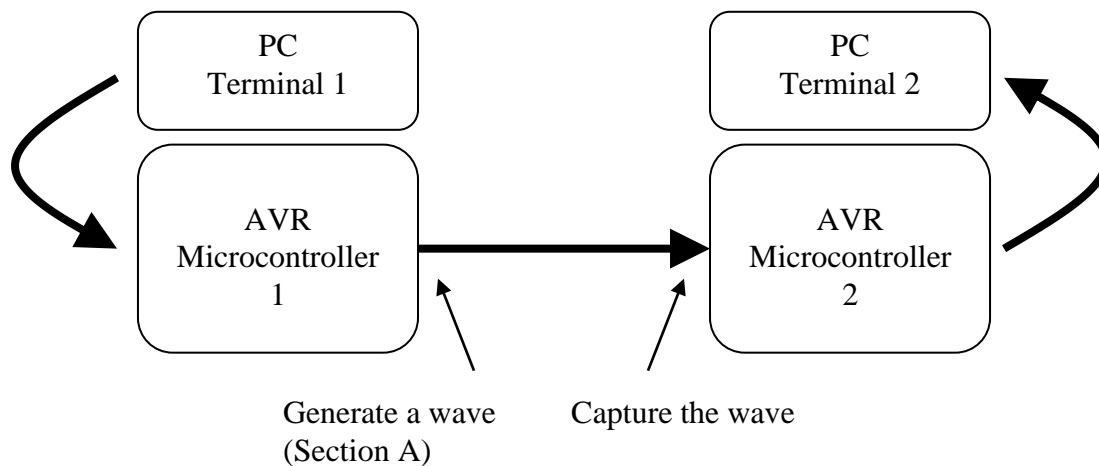 PC
Terminal 1
PC
Terminal 2
AVR
Microcontroller
1
AVR
Microcontroller
2
Generate a wave
(Section A)
Capture the wave